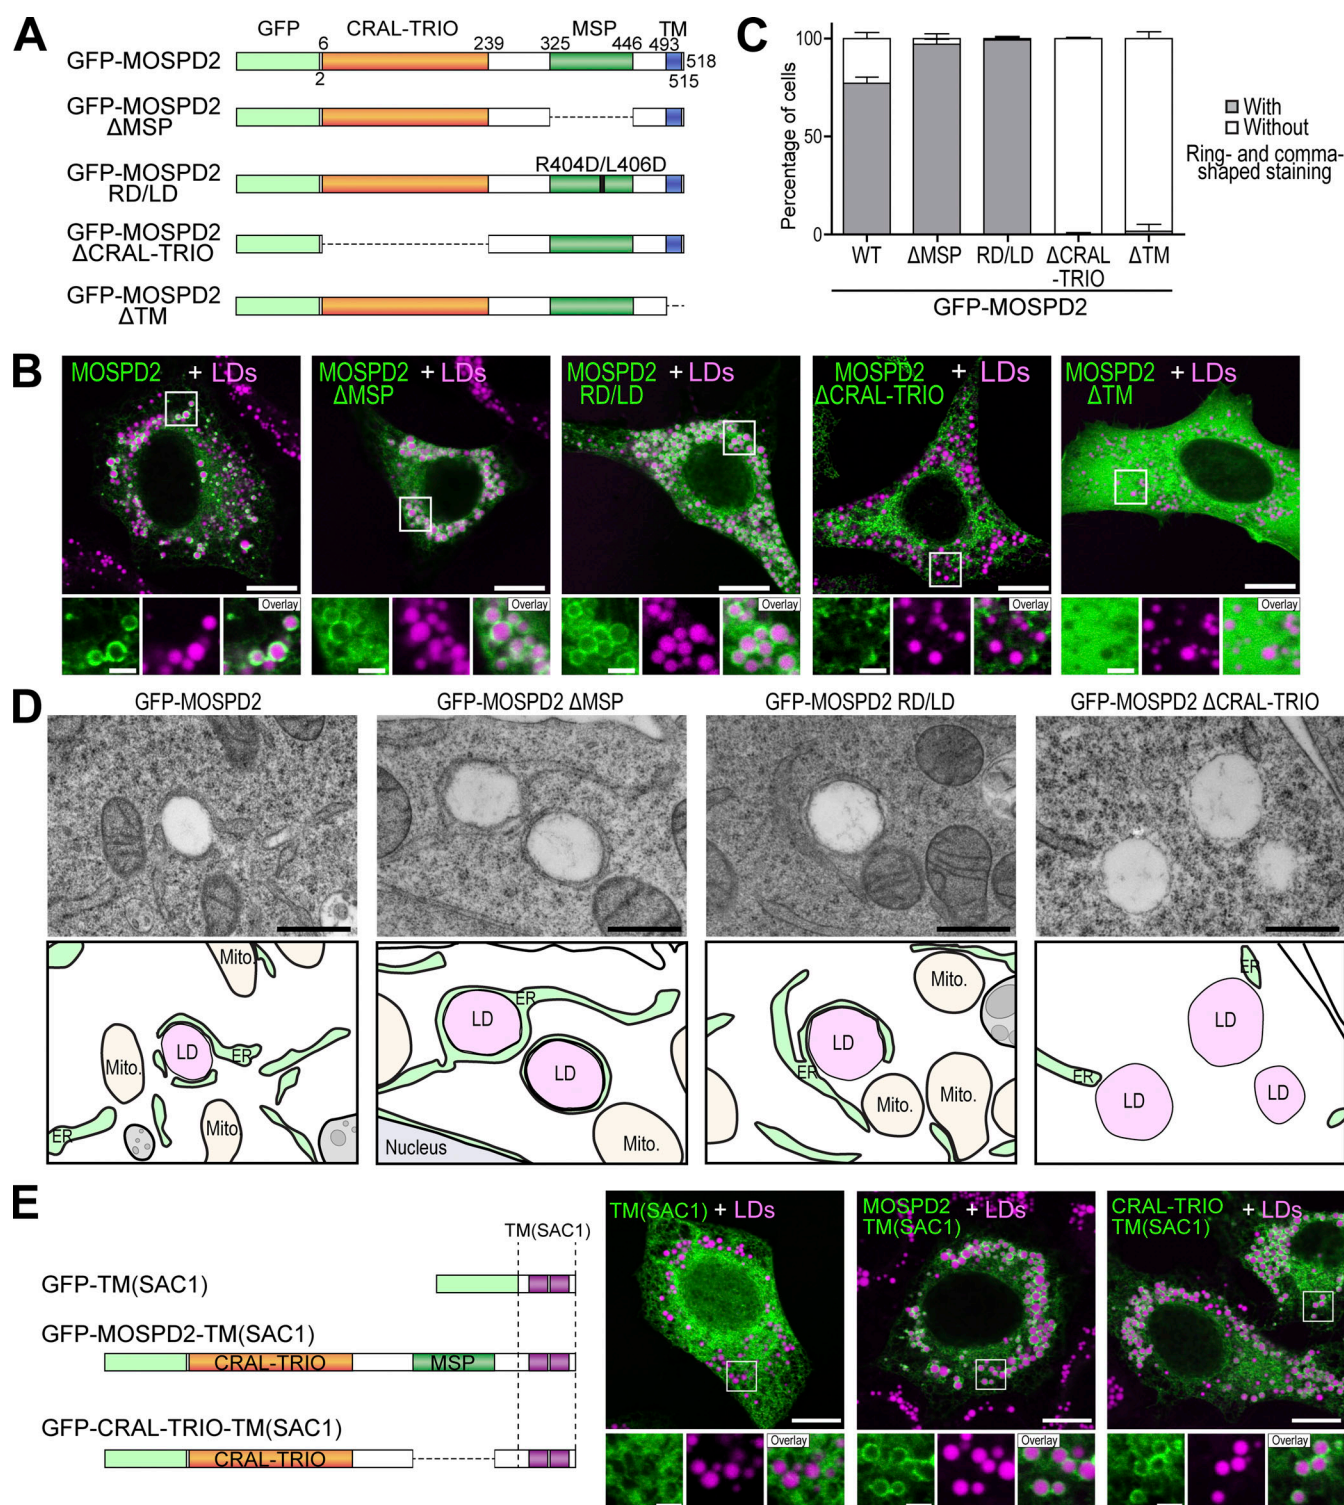 A
GFP CRAL-TRIO MSP TM
6 239 325 446 493
GFP-MOSPD2
518
2 515
GFP-MOSPD2
ΔMSP
R404D/L406D
GFP-MOSPD2
RD/LD
GFP-MOSPD2
ΔCRAL-TRIO
GFP-MOSPD2
ΔTM
C
Percentage of cells
100
50
0
WT ΔMSP RD/LD ΔCRAL-TRIO ΔTM
GFP-MOSPD2
With
Without
Ring- and comma-
shaped staining
B
MOSPD2 + LDs
Overlay
MOSPD2 + LDs
ΔMSP
Overlay
MOSPD2 + LDs
RD/LD
Overlay
MOSPD2 + LDs
ΔCRAL-TRIO
Overlay
MOSPD2 + LDs
ΔTM
Overlay
D
GFP-MOSPD2
GFP-MOSPD2 ΔMSP
GFP-MOSPD2 RD/LD
GFP-MOSPD2 ΔCRAL-TRIO
Mito.
LD
ER
Mito.
ER
Mito
ER
LD
LD
Nucleus
Mito.
Mito.
LD
ER
Mito.
Mito.
ER
LD
ER
LD
LD
E
TM(SAC1)
GFP-TM(SAC1)
GFP-MOSPD2-TM(SAC1)
CRAL-TRIO MSP
GFP-CRAL-TRIO-TM(SAC1)
CRAL-TRIO
TM(SAC1) + LDs
Overlay
MOSPD2 + LDs
TM(SAC1)
Overlay
CRAL-TRIO + LDs
TM(SAC1)
Overlay